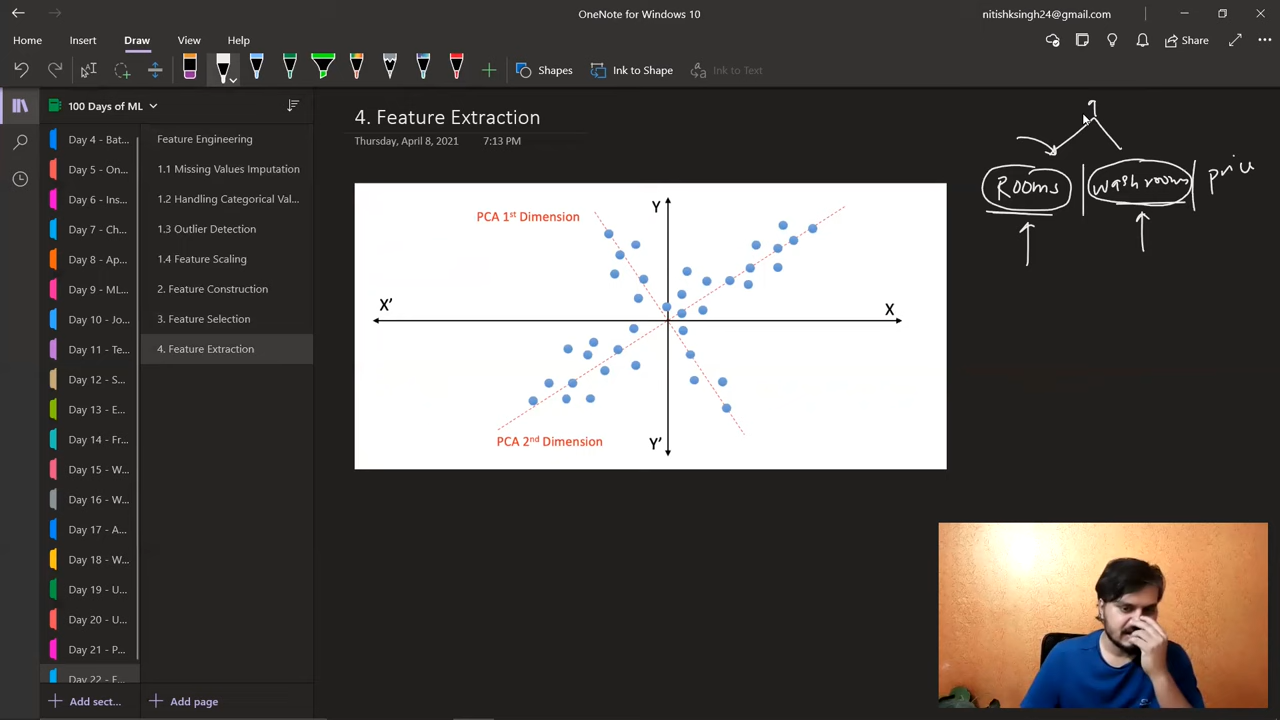 OneNote for Windows 10
nitishksingh24@gmail.com
Home
Insert
Draw
View
Help
Share
Shapes
Ink to Shape
Ink to Text
100 Days of ML
Day 4 - Bat...
Day 5 - On...
Day 6 - Ins...
Day 7 - Ch...
Day 8 - Ap...
Day 9 - ML...
Day 10 - Jo...
Day 11 - Te...
Day 12 - S...
Day 13 - E...
Day 14 - Fr...
Day 15 - W...
Day 16 - W...
Day 17 - A...
Day 18 - W...
Day 19 - U...
Day 20 - U...
Day 21 - P...
Day 22 - F...
Add sect...
Feature Engineering
1.1 Missing Values Imputation
1.2 Handling Categorical Val...
1.3 Outlier Detection
1.4 Feature Scaling
2. Feature Construction
3. Feature Selection
4. Feature Extraction
Add page
4. Feature Extraction
Thursday, April 8, 2021 7:13 PM
PCA 1st Dimension
Y
X'
X
PCA 2nd Dimension
Y'
Rooms | washrooms | price